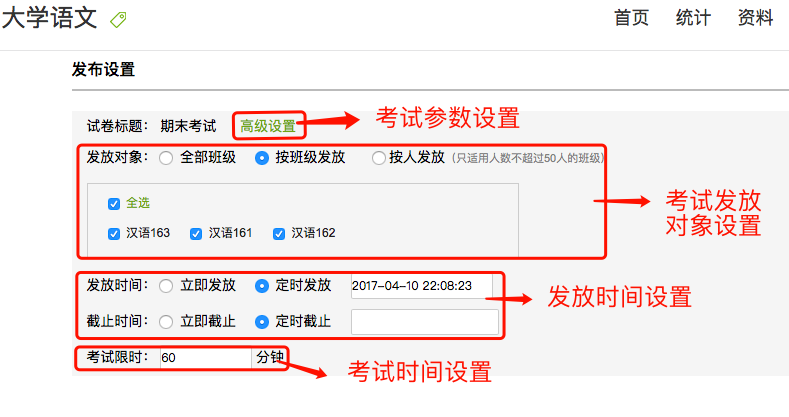 大学语文 首页 统计 资料
发布设置
试卷标题： 期末考试 高级设置 考试参数设置
发放对象： 全部班级 按班级发放 按人发放 (只适用人数不超过50人的班级)
全选 考试发放
对象设置
汉语163 汉语161 汉语162
发放时间： 立即发放 定时发放 2017-04-10 22:08:23 发放时间设置
截止时间： 立即截止 定时截止
考试限时： 60 分钟 考试时间设置